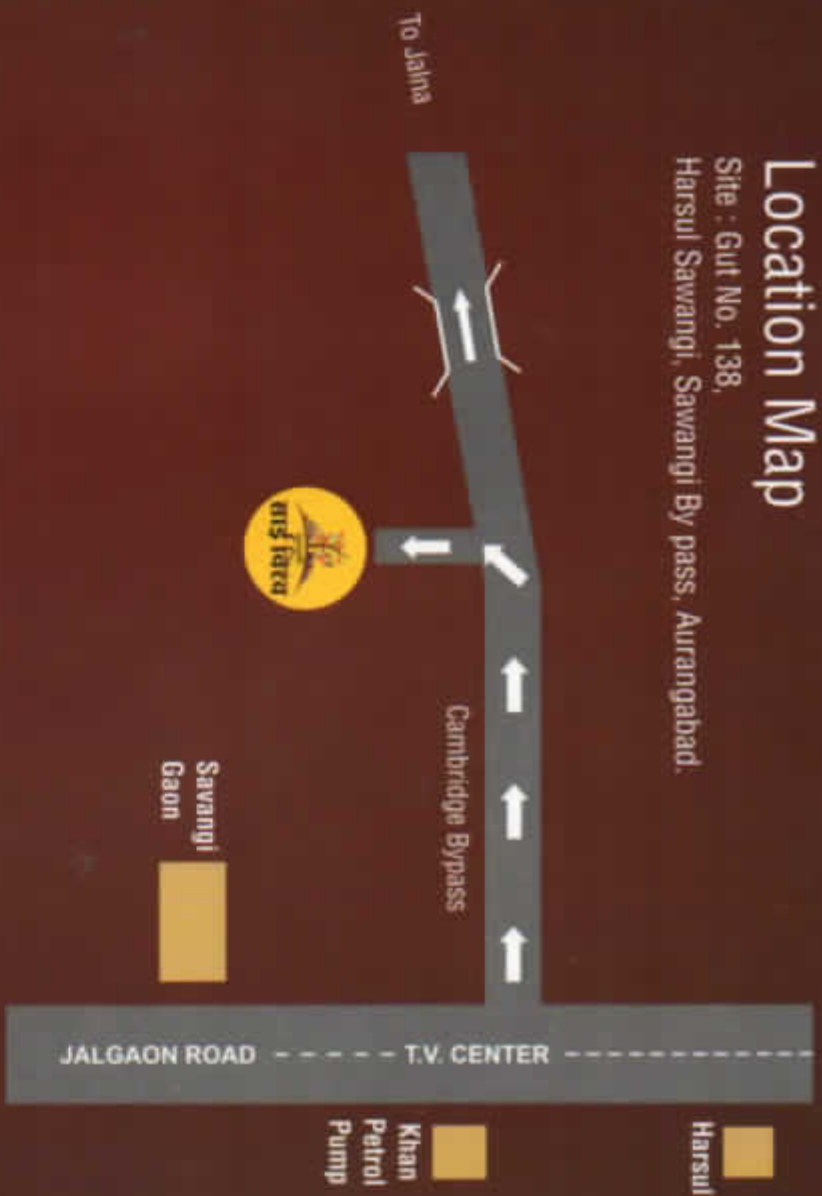 Location Map
Site : Gut No. 138,
Harsul Sawangi, Sawangi By pass, Aurangabad.
To Jalna
Cambridge Bypass
साई विश्व
Savangi
Gaon
JALGAON ROAD
T.V. CENTER
Harsul
Khan
Petrol
Pump